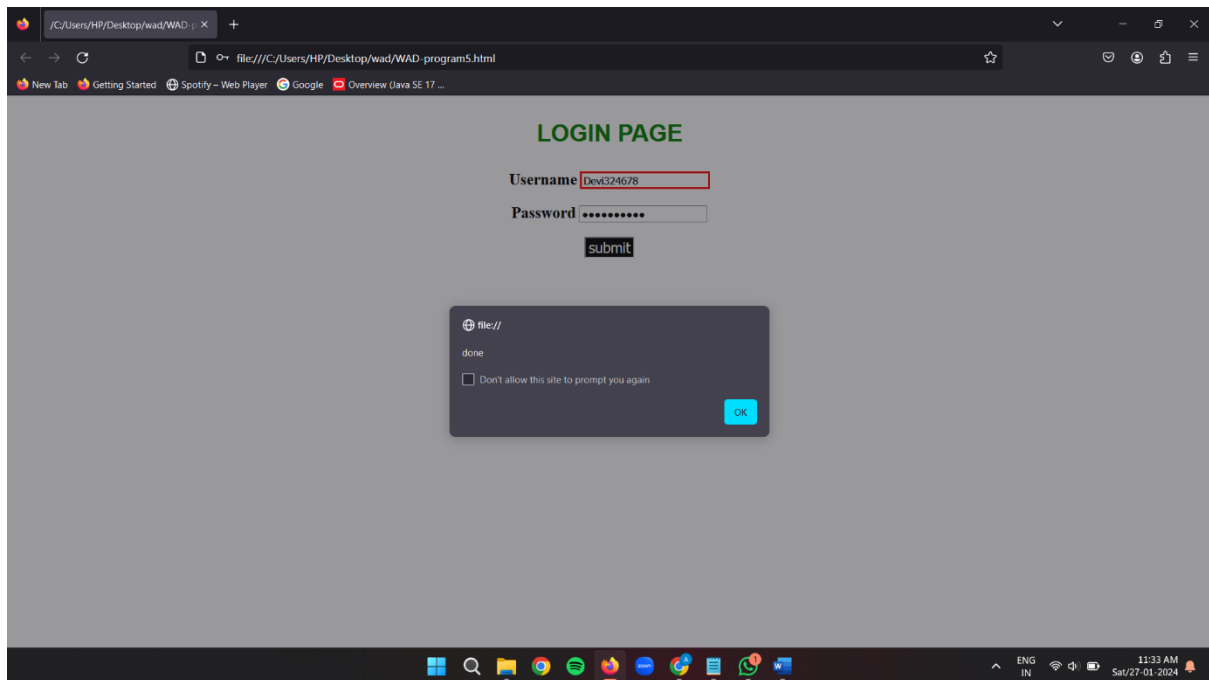 /C:/Users/HP/Desktop/wad/WAD-p
file:///C:/Users/HP/Desktop/wad/WAD-program5.html
New Tab Getting Started Spotify – Web Player Google Overview (Java SE 17 ...
LOGIN PAGE
Username Devi324678
Password ••••••••••
submit
file://
done
Don't allow this site to prompt you again
OK
zoom
ENG
IN
11:33 AM
Sat/27-01-2024